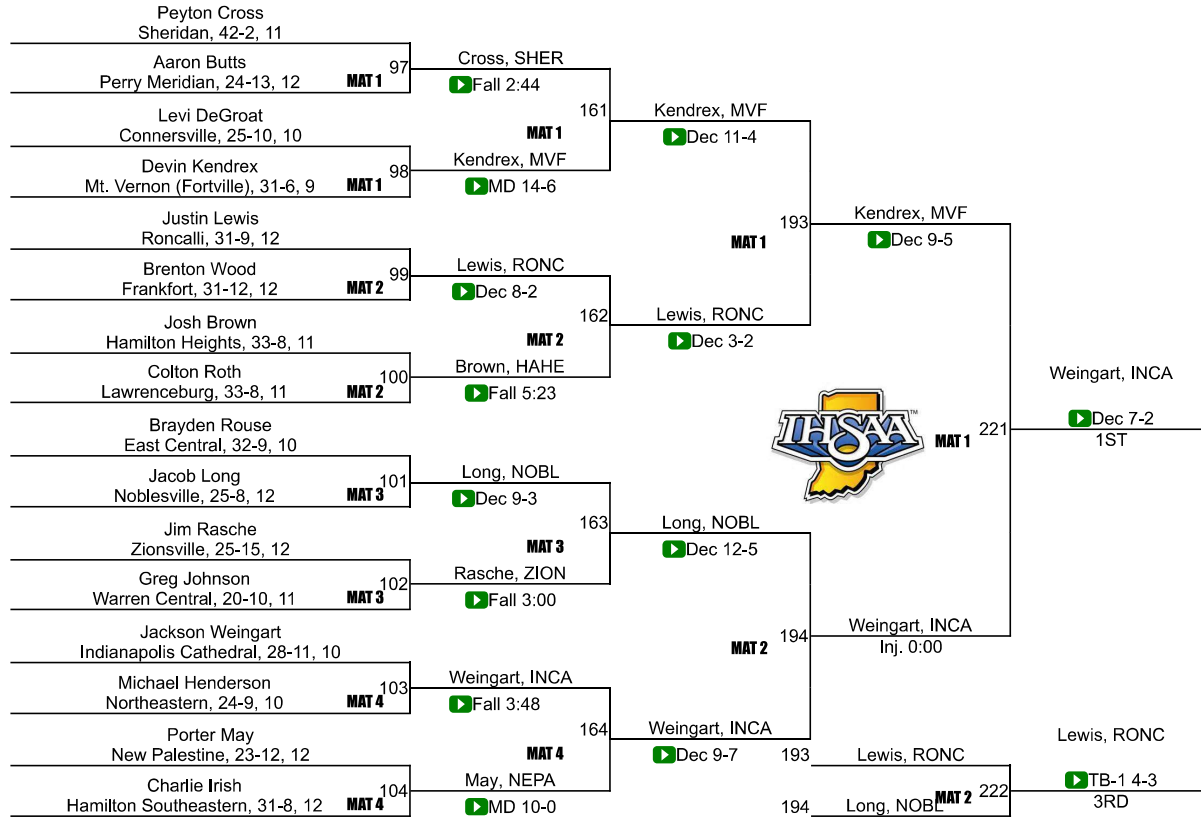 Peyton Cross
Sheridan, 42-2, 11
Aaron Butts
Perry Meridian, 24-13, 12
MAT 1
97
Cross, SHER
Fall 2:44
Levi DeGroat
Connersville, 25-10, 10
Devin Kendrex
Mt. Vernon (Fortville), 31-6, 9
MAT 1
98
Kendrex, MVF
MD 14-6
161
MAT 1
Kendrex, MVF
Dec 11-4
Justin Lewis
Roncalli, 31-9, 12
Brenton Wood
Frankfort, 31-12, 12
MAT 2
99
Lewis, RONC
Dec 8-2
Josh Brown
Hamilton Heights, 33-8, 11
Colton Roth
Lawrenceburg, 33-8, 11
MAT 2
100
Brown, HAHE
Fall 5:23
162
MAT 2
Lewis, RONC
Dec 3-2
193
MAT 1
Kendrex, MVF
Dec 9-5
Brayden Rouse
East Central, 32-9, 10
Jacob Long
Noblesville, 25-8, 12
MAT 3
101
Long, NOBL
Dec 9-3
Jim Rasche
Zionsville, 25-15, 12
Greg Johnson
Warren Central, 20-10, 11
MAT 3
102
Rasche, ZION
Fall 3:00
163
MAT 3
Long, NOBL
Dec 12-5
Jackson Weingart
Indianapolis Cathedral, 28-11, 10
Michael Henderson
Northeastern, 24-9, 10
MAT 4
103
Weingart, INCA
Fall 3:48
Porter May
New Palestine, 23-12, 12
Charlie Irish
Hamilton Southeastern, 31-8, 12
MAT 4
104
May, NEPA
MD 10-0
164
MAT 4
Weingart, INCA
Dec 9-7
194
MAT 2
Weingart, INCA
Inj. 0:00
IHSAA™
MAT 1
221
Weingart, INCA
Dec 7-2
1ST
193
Lewis, RONC
194
Long, NOBL
MAT 2
222
Lewis, RONC
TB-1 4-3
3RD